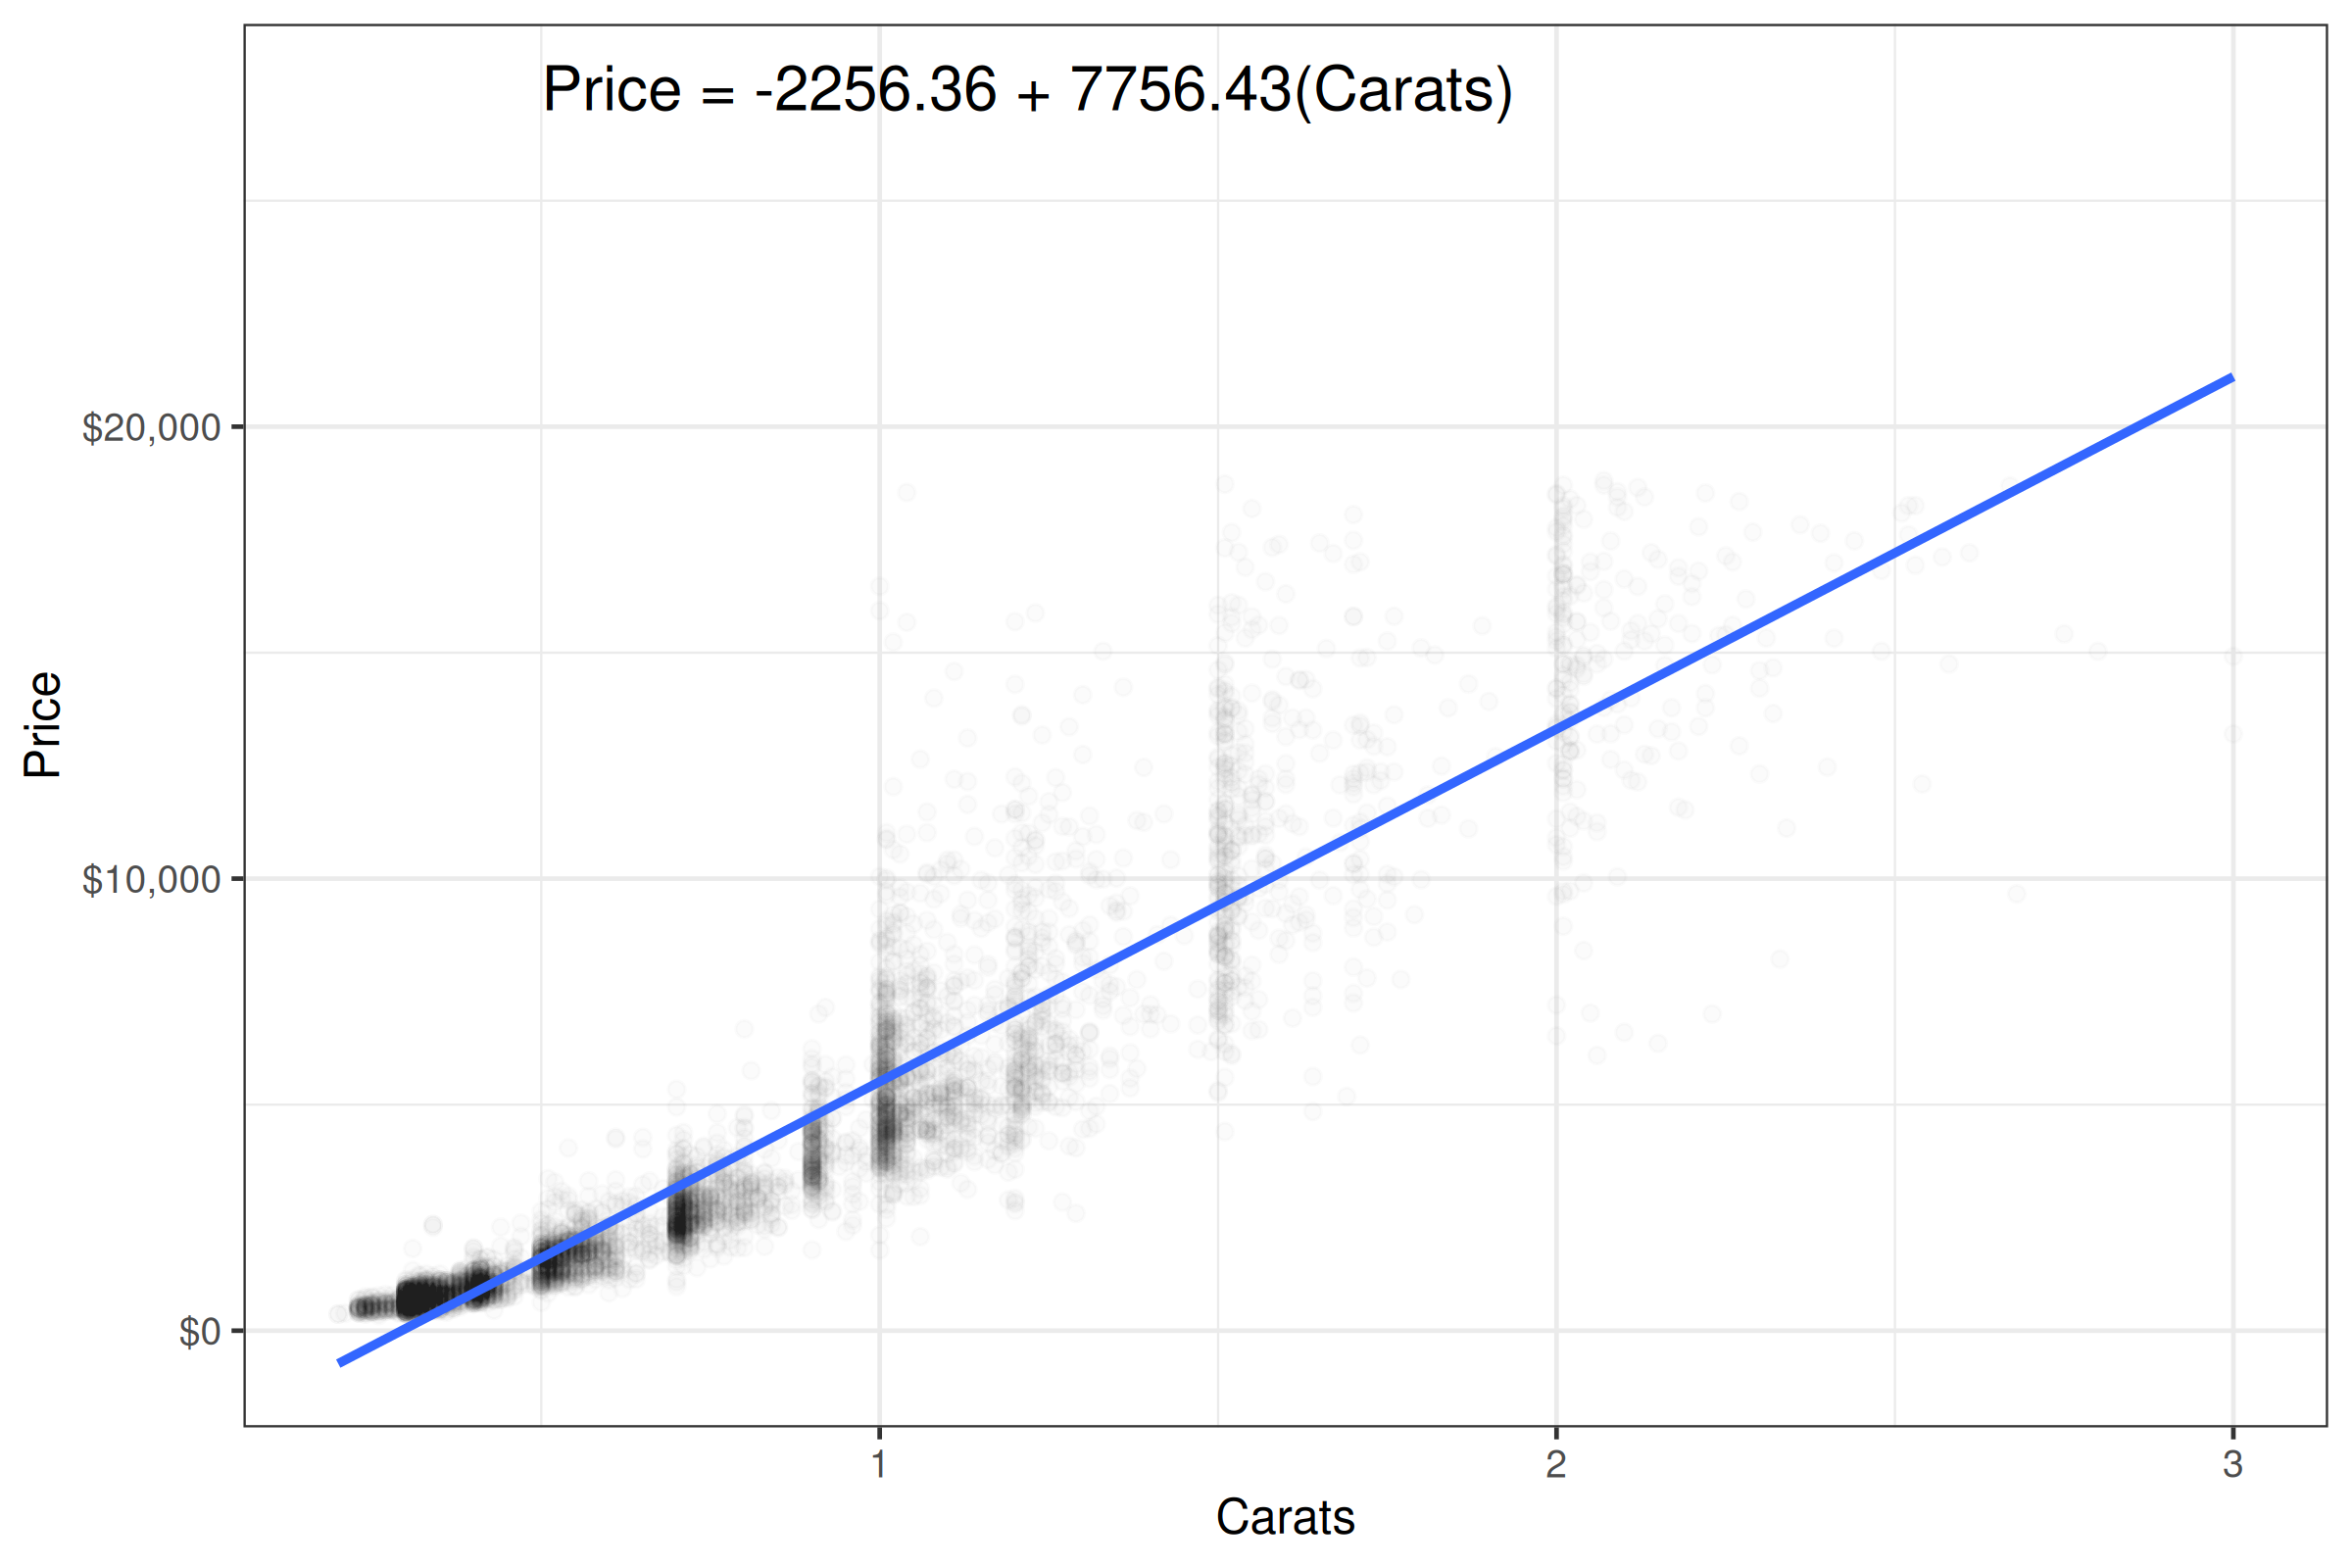 Price = -2256.36 + 7756.43(Carats)
$20,000
$10,000
$0
Price
1
2
3
Carats